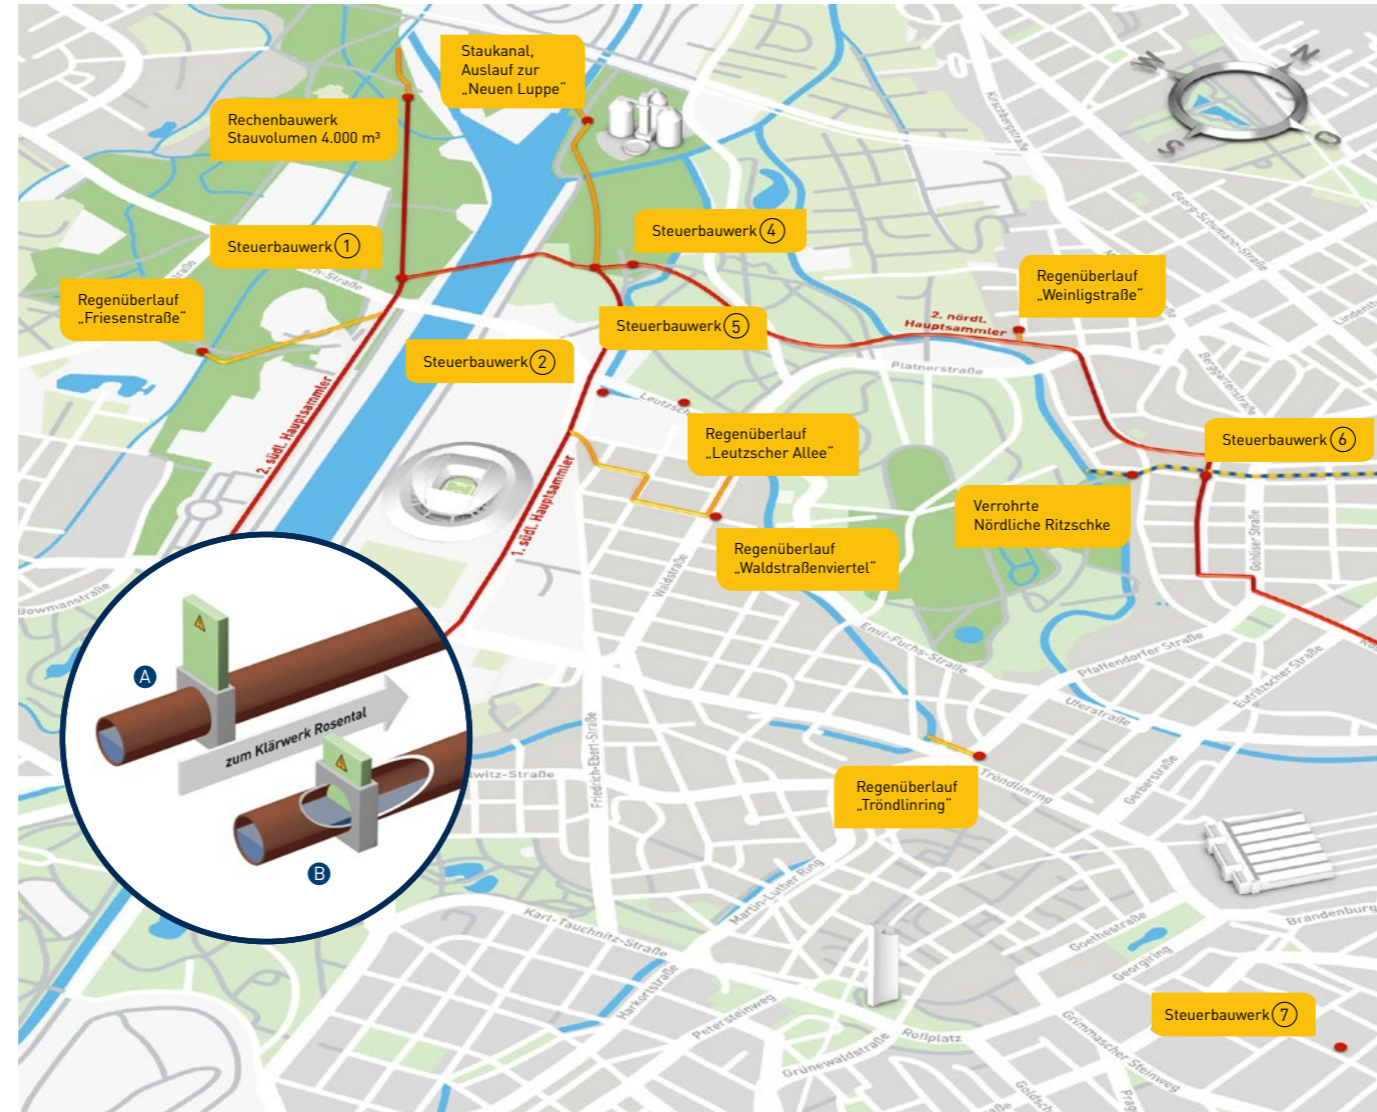 Staukanal,
Auslauf zur
„Neuen Luppe“
Rechenbauwerk
Stauvolumen 4.000 m³
N
W
S
O
Kirschbergstraße
Georg-Schumann-Straße
Steuerbauwerk 1
Steuerbauwerk 4
Regenüberlauf
„Friesenstraße“
Regenüberlauf
„Weinligstraße“
Steuerbauwerk 5
2. nördl.
Hauptsammler
Steuerbauwerk 2
Platnerstraße
Berggartenstraße
2. südl. Hauptsammler
Regenüberlauf
„Leutzscher Allee“
Steuerbauwerk 6
1. südl. Hauptsammler
Verrohrte
Nördliche Ritzschke
Gohliser Straße
Regenüberlauf
„Waldstraßenviertel“
Waldstraße
Bowmanstraße
Emil-Fuchs-Straße
Pfaffendorfer Straße
Eutritzscher Straße
A
zum Klärwerk Rosental
B
Uferstraße
Friedrich-Ebert-Straße
Tröndlinring
Gerberstraße
Regenüberlauf
„Tröndlinring“
Martin-Luther Ring
Karl-Tauchnitz-Straße
Harkortstraße
Petersteinweg
Goethestraße
Georgiring
Brandenburg
Roßplatz
Grünewaldstraße
Grimmascher Steinweg
Steuerbauwerk 7